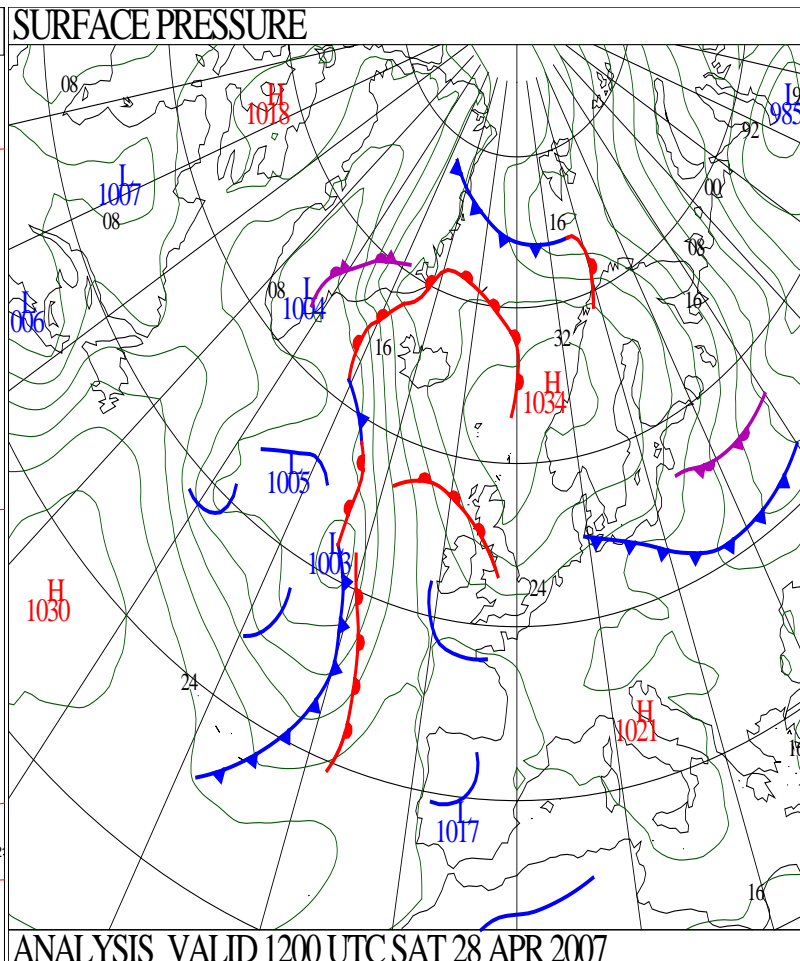 SURFACE PRESSURE
08
H
1018
L
985
92
L
1007
08
00
16
08
L
1004
08
L
006
16
16
32
H
1034
L
1005
L
1003
24
H
1030
24
H
1021
L
1017
16
ANALYSIS VALID 1200 UTC SAT 28 APR 2007